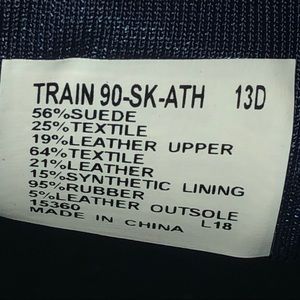 TRAIN 90-SK-ATH 13D
56%SUEDE
25%TEXTILE
19%LEATHER UPPER
64%TEXTILE
21%LEATHER
15%SYNTHETIC LINING
95%RUBBER
5%LEATHER OUTSOLE
15360 L18
MADE IN CHINA